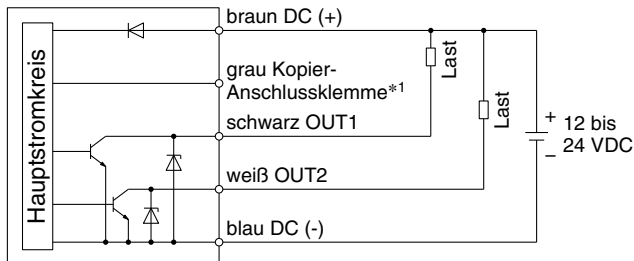 braun DC (+)
Hauptstromkreis
grau Kopier-
Anschlussklemme*1
schwarz OUT1
weiß OUT2
blau DC (-)
Last
Last
+
12 bis
24 VDC
−